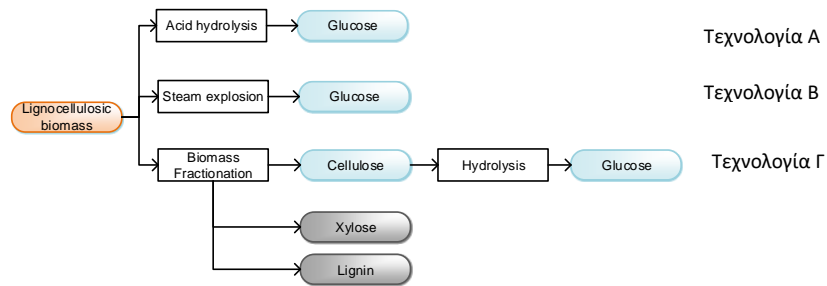 Acid hydrolysis
Glucose
Τεχνολογία Α
Steam explosion
Glucose
Τεχνολογία Β
Lignocellulosic
biomass
Biomass
Fractionation
Cellulose
Hydrolysis
Glucose
Τεχνολογία Γ
Xylose
Lignin